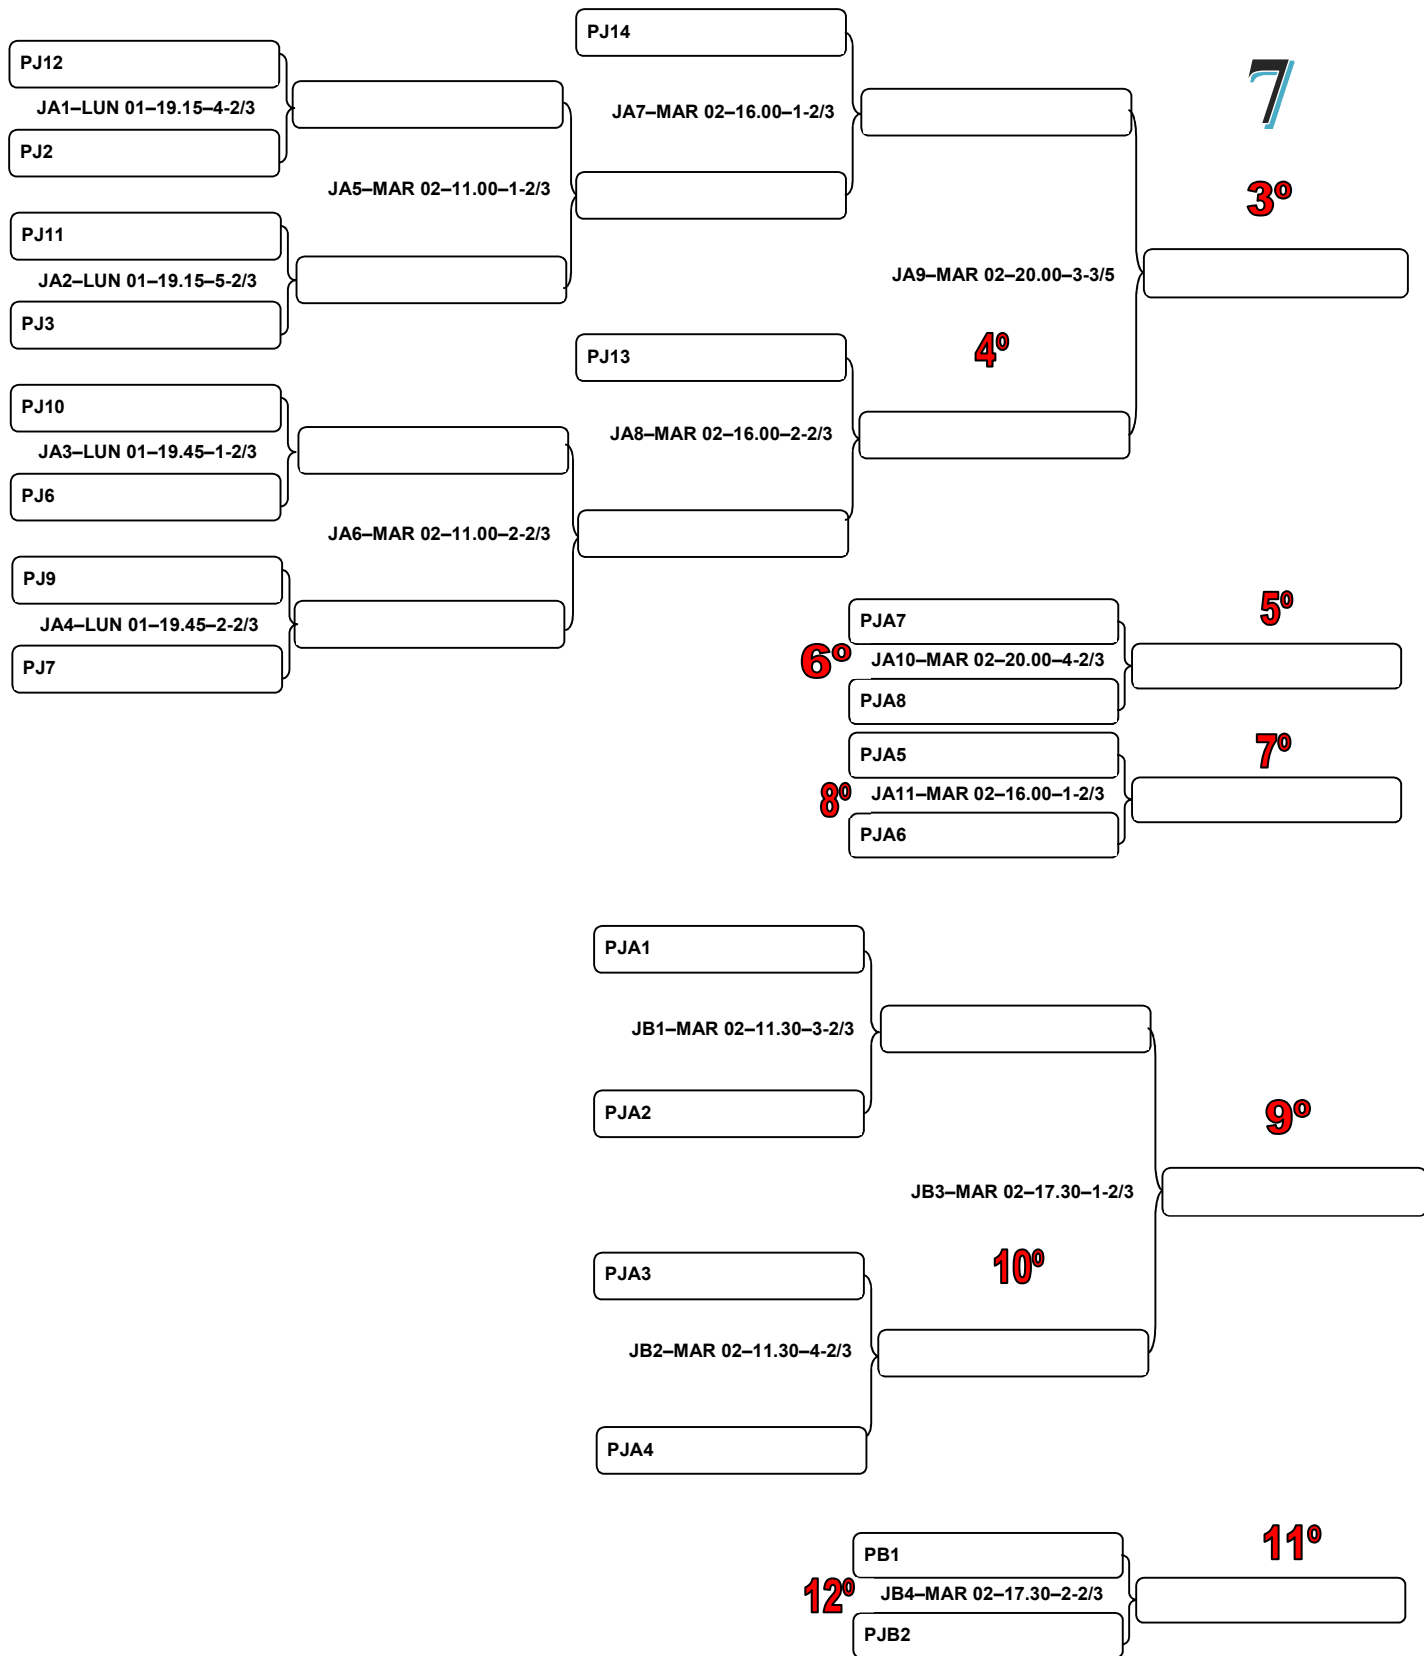 PJ14
PJ12
7
JA1–LUN 01–19.15–4-2/3
JA7–MAR 02–16.00–1-2/3
PJ2
JA5–MAR 02–11.00–1-2/3
3º
PJ11
JA2–LUN 01–19.15–5-2/3
JA9–MAR 02–20.00–3-3/5
PJ3
4º
PJ13
PJ10
JA3–LUN 01–19.45–1-2/3
JA8–MAR 02–16.00–2-2/3
PJ6
JA6–MAR 02–11.00–2-2/3
PJ9
JA4–LUN 01–19.45–2-2/3
PJ7
5º
PJA7
6º
JA10–MAR 02–20.00–4-2/3
PJA8
7º
PJA5
8º
JA11–MAR 02–16.00–1-2/3
PJA6
PJA1
JB1–MAR 02–11.30–3-2/3
PJA2
9º
JB3–MAR 02–17.30–1-2/3
10º
PJA3
JB2–MAR 02–11.30–4-2/3
PJA4
11º
PB1
12º
JB4–MAR 02–17.30–2-2/3
PJB2